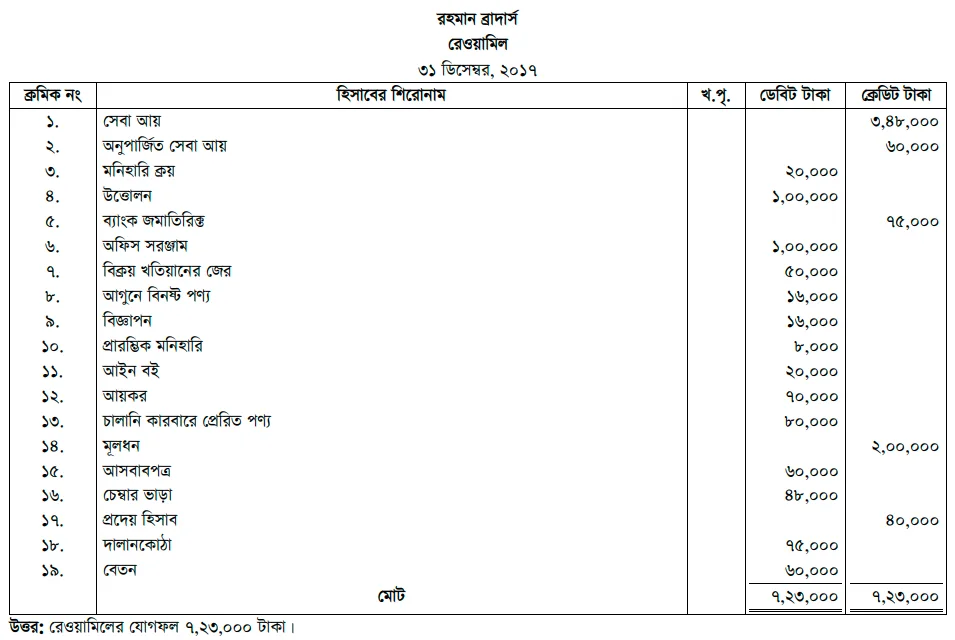 রহমান ব্রাদার্স
রেওয়ামিল
৩১ ডিসেম্বর, ২০১৭
ক্রমিক নং হিসাবের শিরোনাম খ.পৃ. ডেবিট টাকা ক্রেডিট টাকা
১. সেবা আয় ৩,৪৮,০০০
২. অনুপার্জিত সেবা আয় ৬০,০০০
৩. মনিহারি ক্রয় ২০,০০০
৪. উত্তোলন ১,০০,০০০
৫. ব্যাংক জমাতিরিক্ত ৭৫,০০০
৬. অফিস সরঞ্জাম ১,০০,০০০
৭. বিক্রয় খতিয়ানের জের ৫০,০০০
৮. আগুনে বিনষ্ট পণ্য ১৬,০০০
৯. বিজ্ঞাপন ১৬,০০০
১০. প্রারম্ভিক মনিহারি ৮,০০০
১১. আইন বই ২০,০০০
১২. আয়কর ৭০,০০০
১৩. চালানি কারবারে প্রেরিত পণ্য ৮০,০০০
১৪. মূলধন ২,০০,০০০
১৫. আসবাবপত্র ৬০,০০০
১৬. চেম্বার ভাড়া ৪৮,০০০
১৭. প্রদেয় হিসাব ৪০,০০০
১৮. দালানকোঠা ৭৫,০০০
১৯. বেতন ৬০,০০০
মোট ৭,২৩,০০০ ৭,২৩,০০০
উত্তর: রেওয়ামিলের যোগফল ৭,২৩,০০০ টাকা।